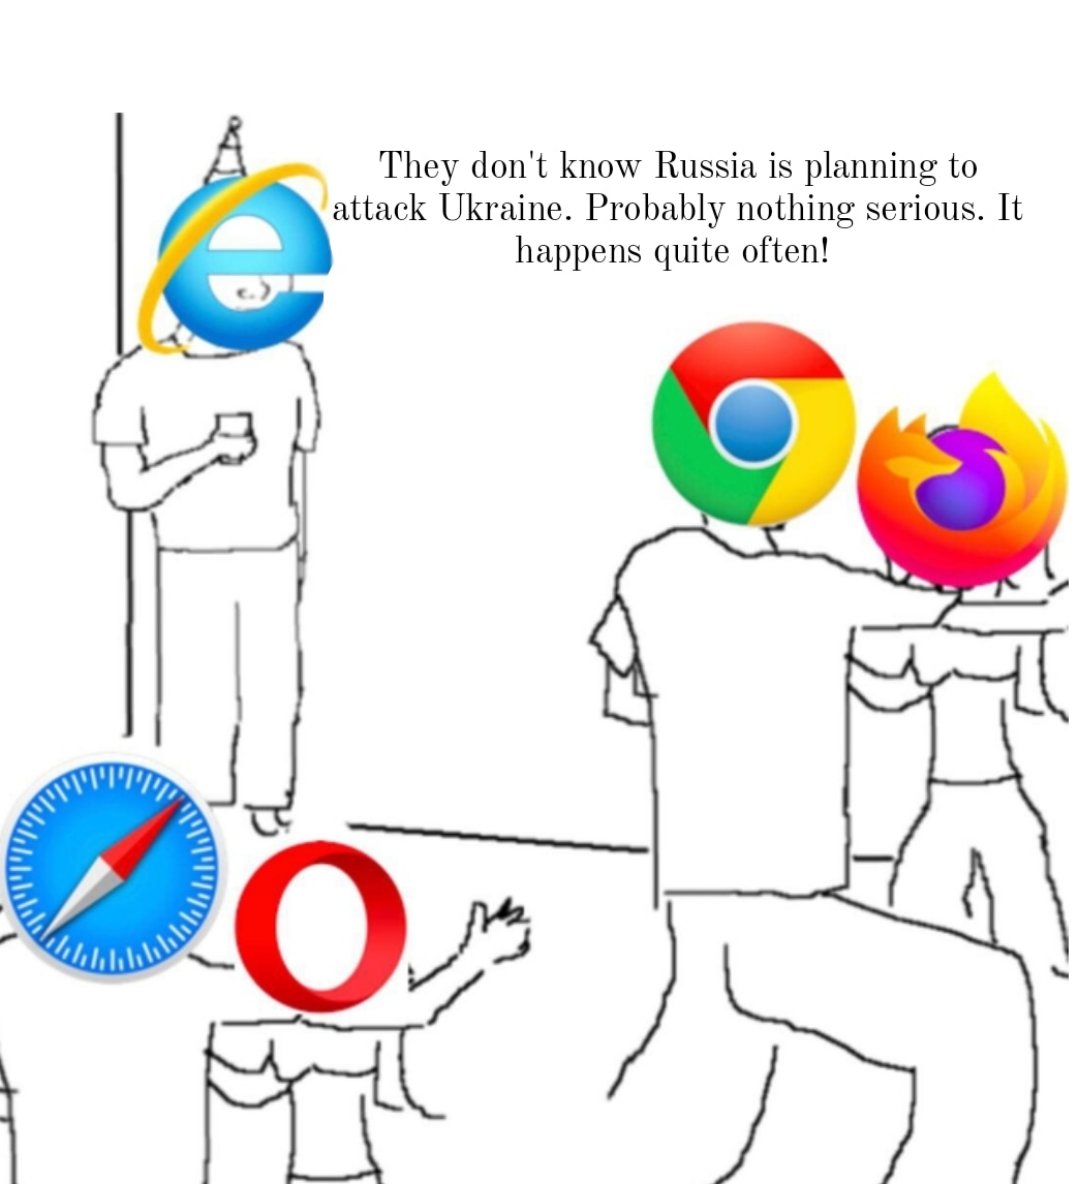 They don't know Russia is planning to
attack Ukraine. Probably nothing serious. It
happens quite often!